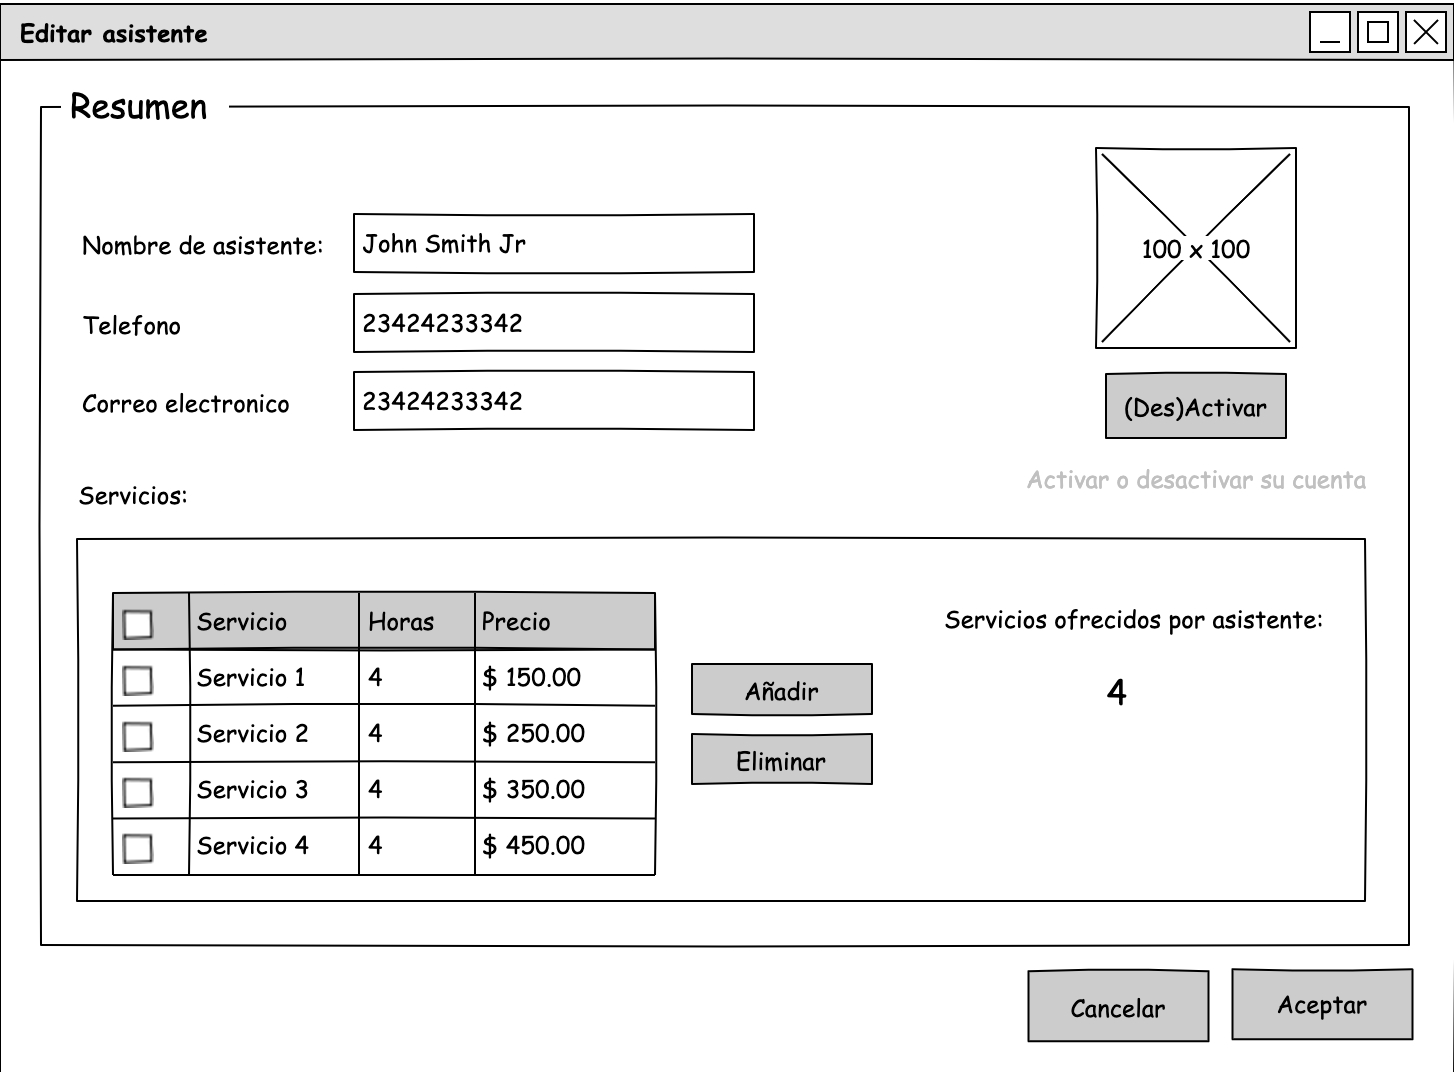 Editar asistente
Resumen
Nombre de asistente: John Smith Jr
100 x 100
Telefono 23424233342
Correo electronico 23424233342
(Des)Activar
Activar o desactivar su cuenta
Servicios:
Servicio Horas Precio
Servicio 1 4 $ 150.00
Servicio 2 4 $ 250.00
Servicio 3 4 $ 350.00
Servicio 4 4 $ 450.00
Añadir
Eliminar
Servicios ofrecidos por asistente:
4
Cancelar Aceptar